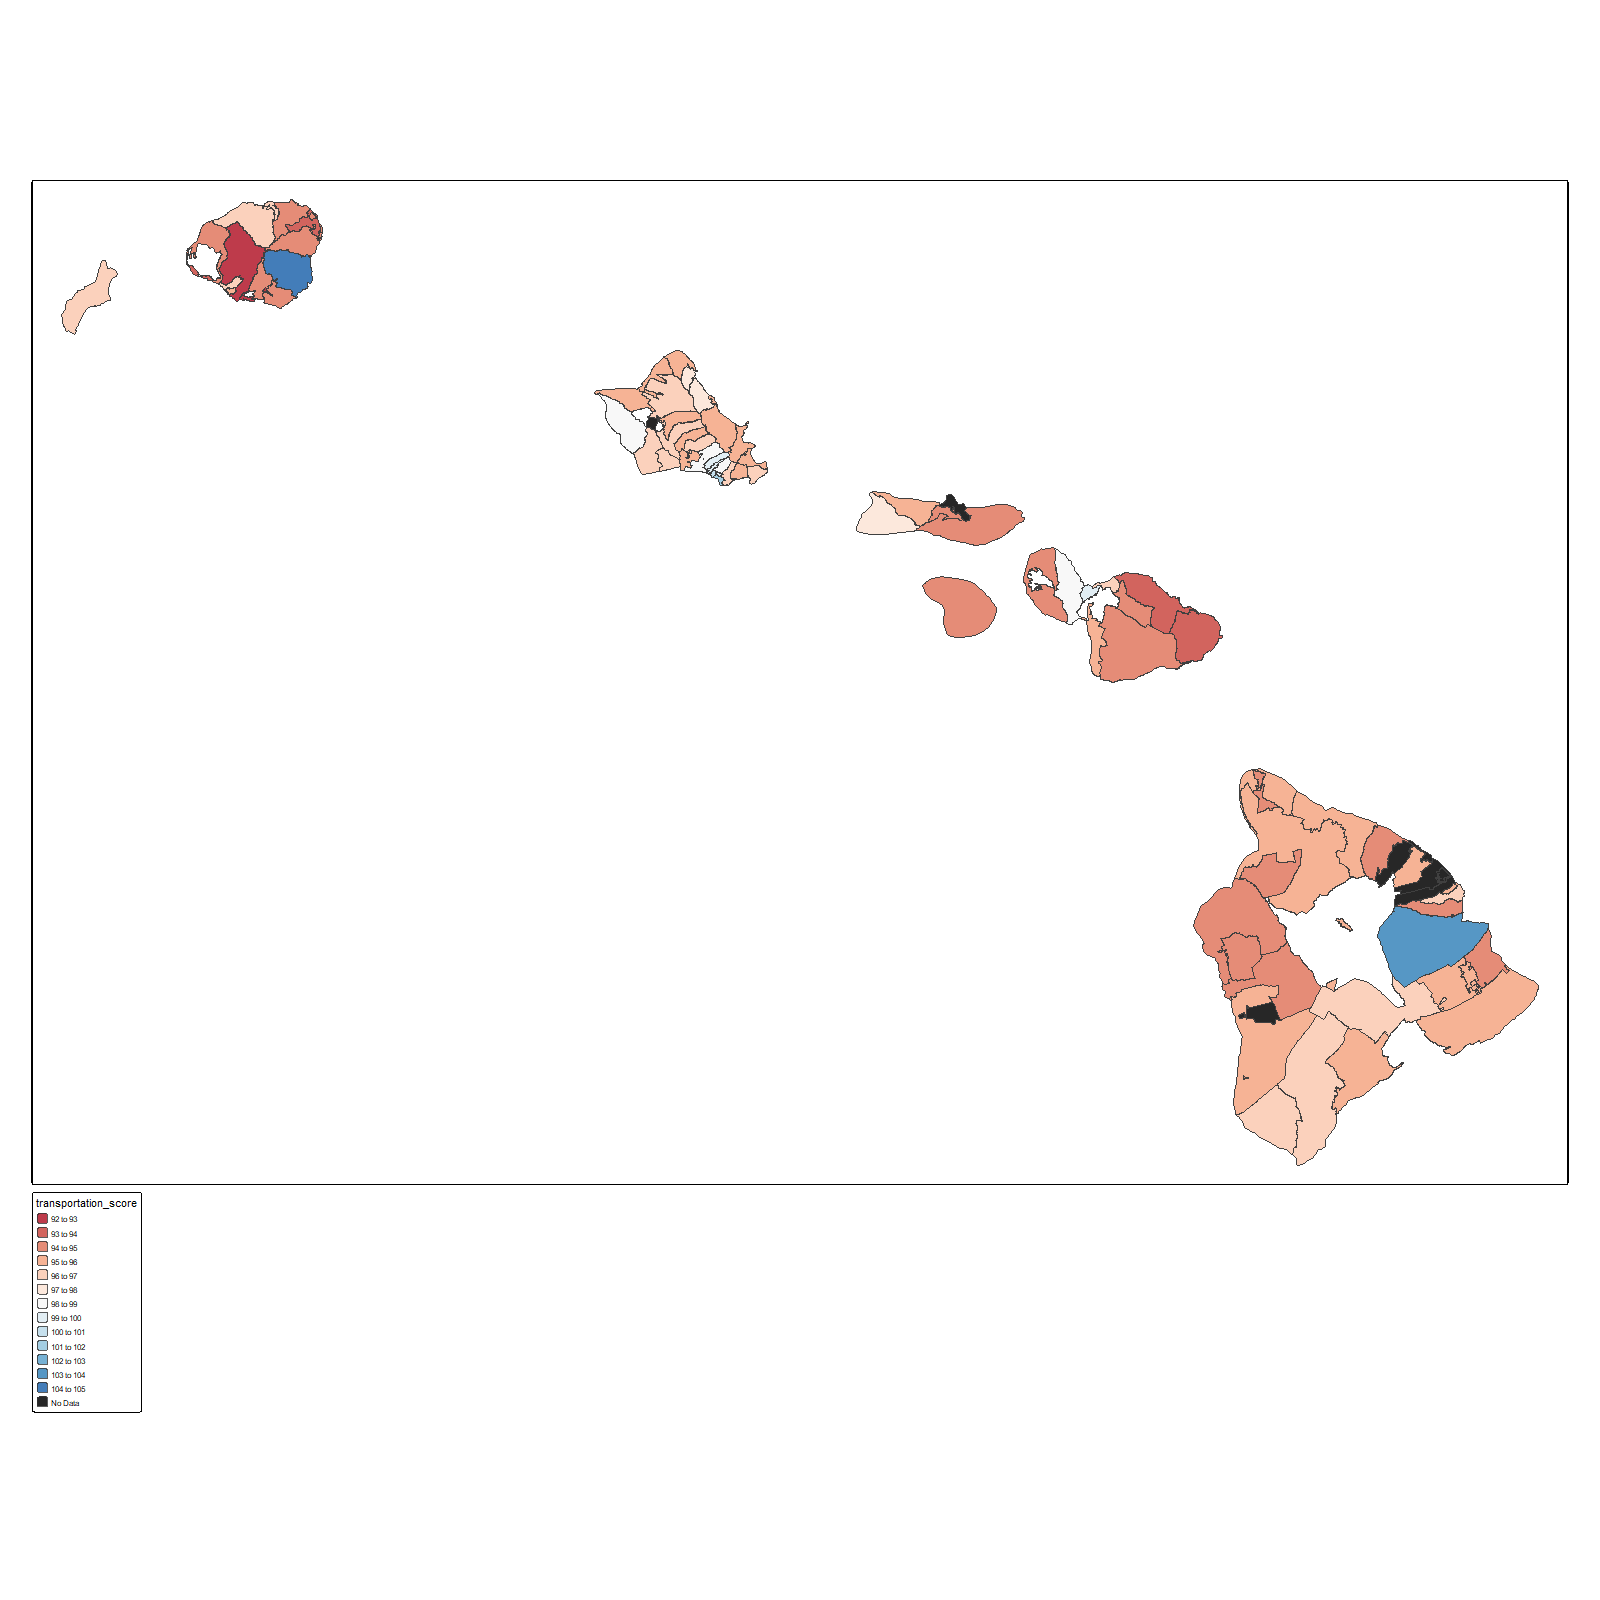 transportation_score
92 to 93
93 to 94
94 to 95
95 to 96
96 to 97
97 to 98
98 to 99
99 to 100
100 to 101
101 to 102
102 to 103
103 to 104
104 to 105
No Data